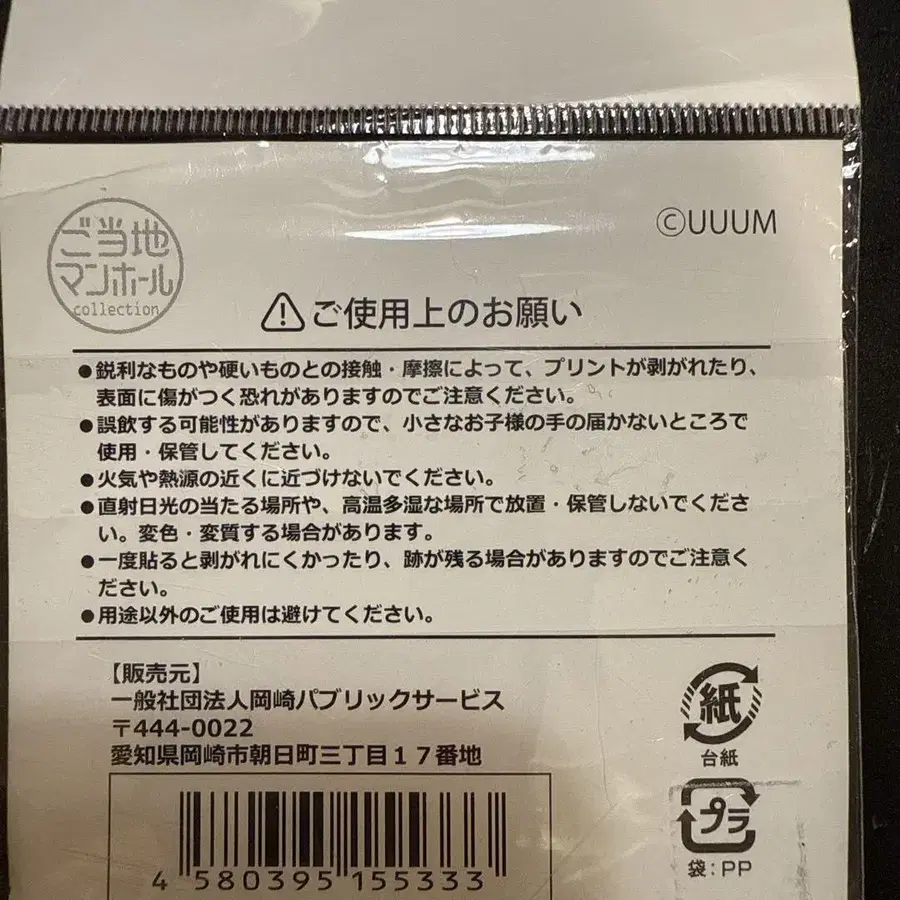 ご当地
マンホール
collection
©UUUM
⚠ご使用上のお願い
●鋭利なものや硬いものとの接触・摩擦によって、プリントが剥がれたり、
表面に傷がつく恐れがありますのでご注意ください。
●誤飲する可能性がありますので、小さなお子様の手の届かないところで
使用・保管してください。
●火気や熱源の近くに近づけないでください。
●直射日光の当たる場所や、高温多湿な場所で放置・保管しないでくださ
い。変色・変質する場合があります。
●一度貼ると剥がれにくかったり、跡が残る場合がありますのでご注意く
ださい。
●用途以外のご使用は避けてください。
【販売元】
一般社団法人岡崎パブリックサービス
〒444-0022
愛知県岡崎市朝日町三丁目17番地
紙
台紙
プラ
袋:PP
4 580395 155333